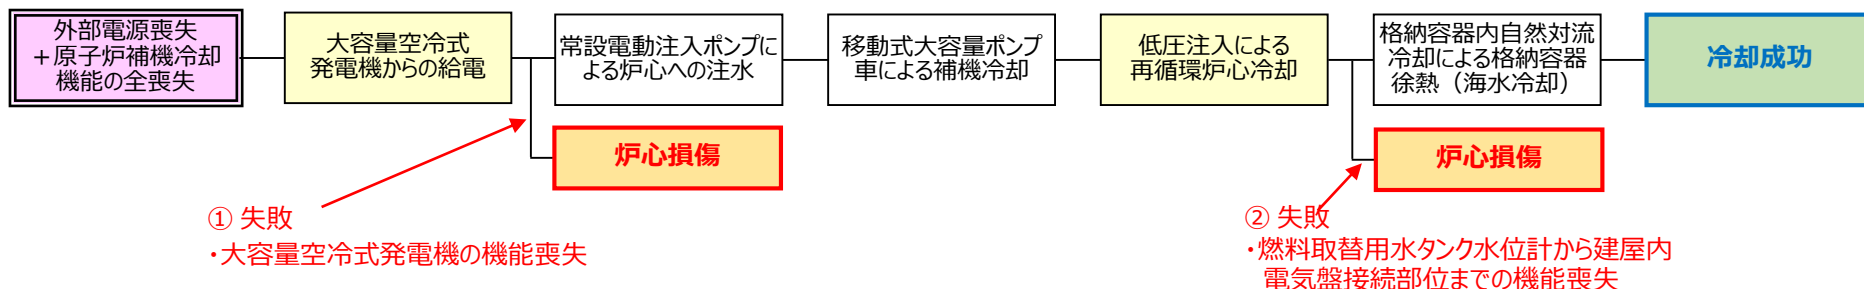 外部電源喪失
＋原子炉補機冷却
機能の全喪失
大容量空冷式
発電機からの給電
常設電動注入ポンプに
よる炉心への注水
移動式大容量ポンプ
車による補機冷却
低圧注入による
再循環炉心冷却
格納容器内自然対流
冷却による格納容器
徐熱（海水冷却）
冷却成功
炉心損傷
炉心損傷
① 失敗
・大容量空冷式発電機の機能喪失
② 失敗
・燃料取替用水タンク水位計から建屋内
電気盤接続部位までの機能喪失